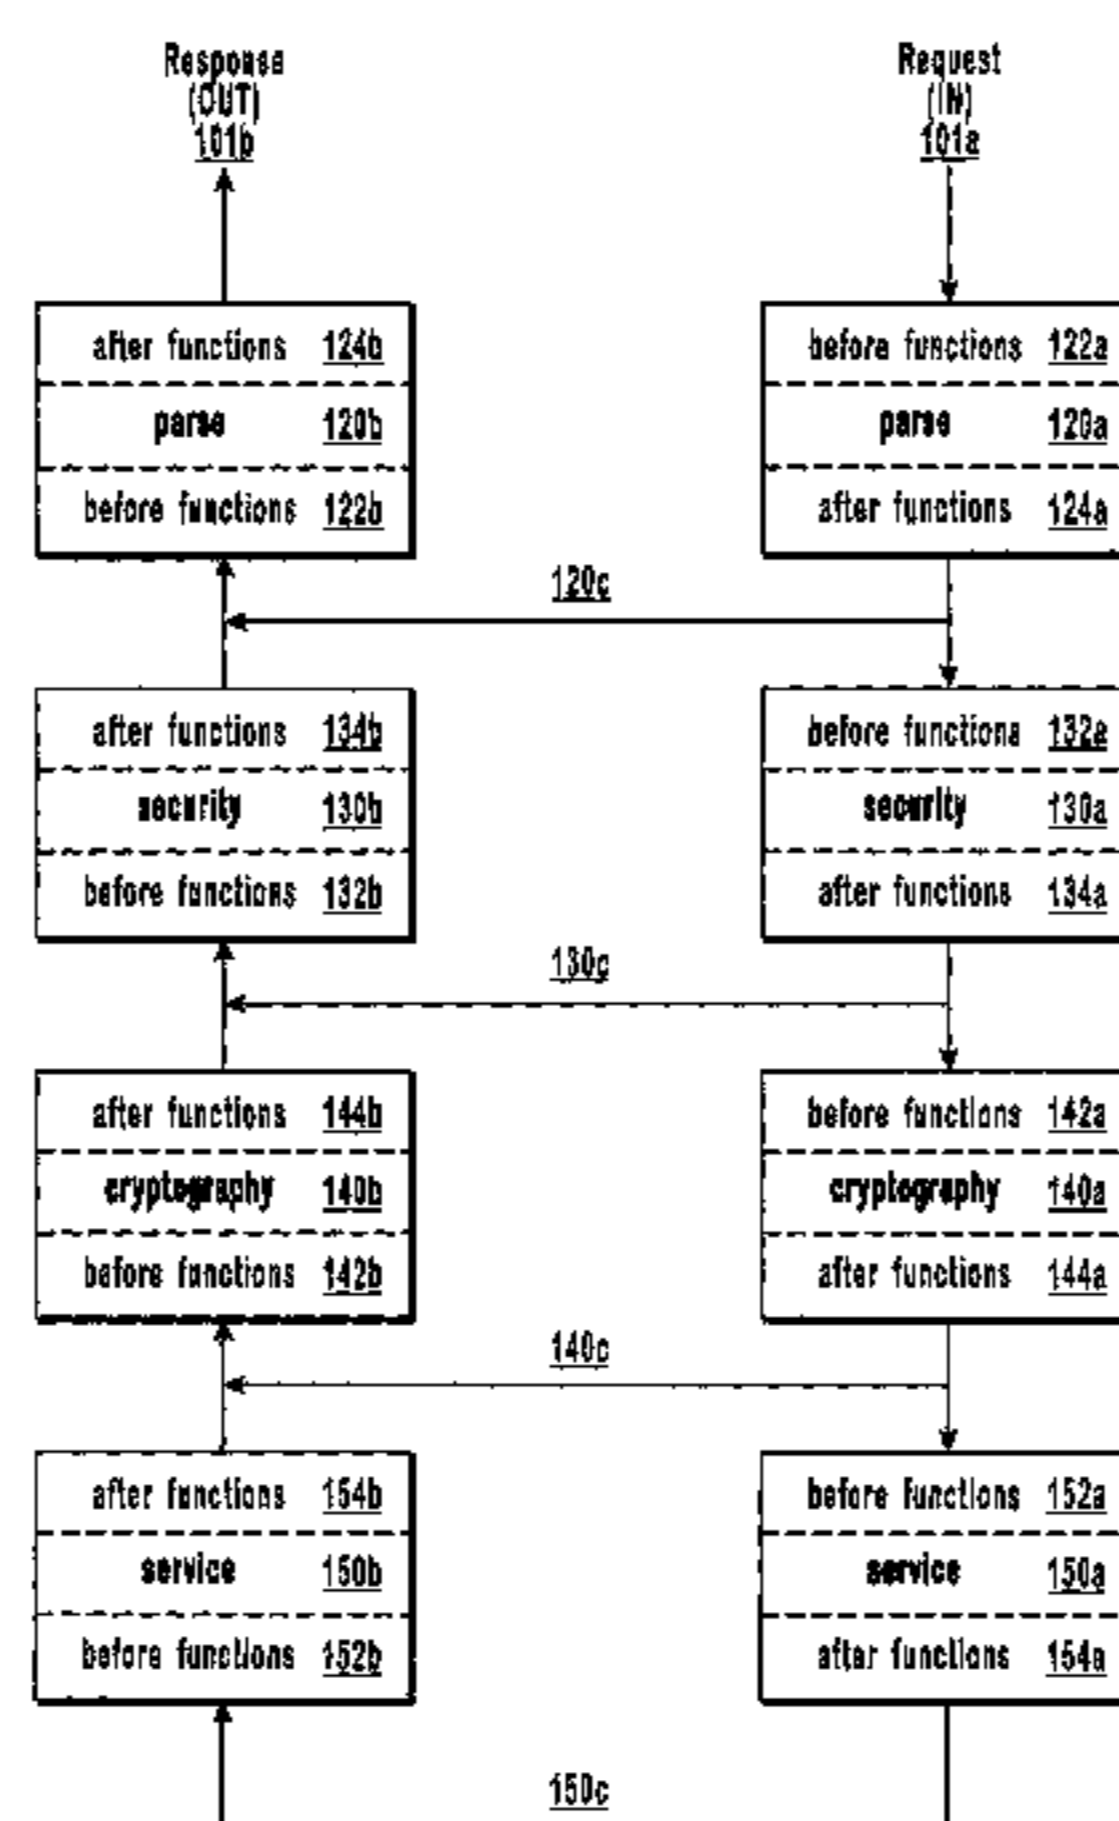 Response
(OUT)
101b
Request
(IN)
101a
after functions 124b
parse 120b
before functions 122b
before functions 122a
parse 120a
after functions 124a
120c
after functions 134b
security 130b
before functions 132b
before functions 132a
security 130a
after functions 134a
130c
after functions 144b
cryptography 140b
before functions 142b
before functions 142a
cryptography 140a
after functions 144a
140c
after functions 154b
service 150b
before functions 152b
before functions 152a
service 150a
after functions 154a
150c